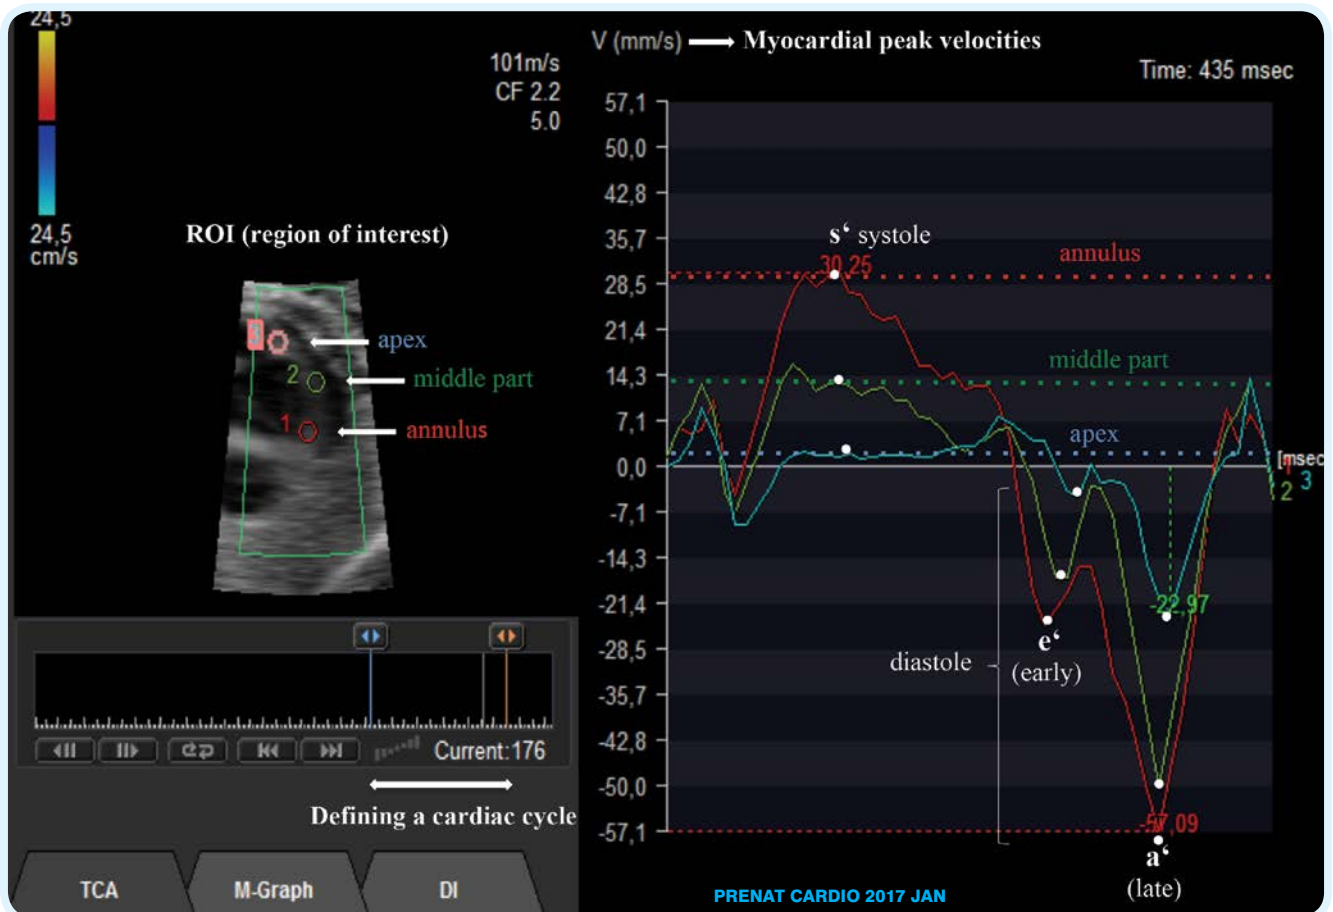 24,5
24,5
cm/s
101m/s
CF 2.2
5.0
ROI (region of interest)
3
apex
2
middle part
1
annulus
Current:176
Defining a cardiac cycle
TCA
M-Graph
DI
V (mm/s)
Myocardial peak velocities
Time: 435 msec
57,1
50,0
42,8
35,7
28,5
21,4
14,3
7,1
0,0
-7,1
-14,3
-21,4
-28,5
-35,7
-42,8
-50,0
-57,1
s‘ systole
30,25
annulus
middle part
apex
[msec
1
2
3
-22,97
e‘
(early)
diastole
-57,09
a‘
(late)
PRENAT CARDIO 2017 JAN